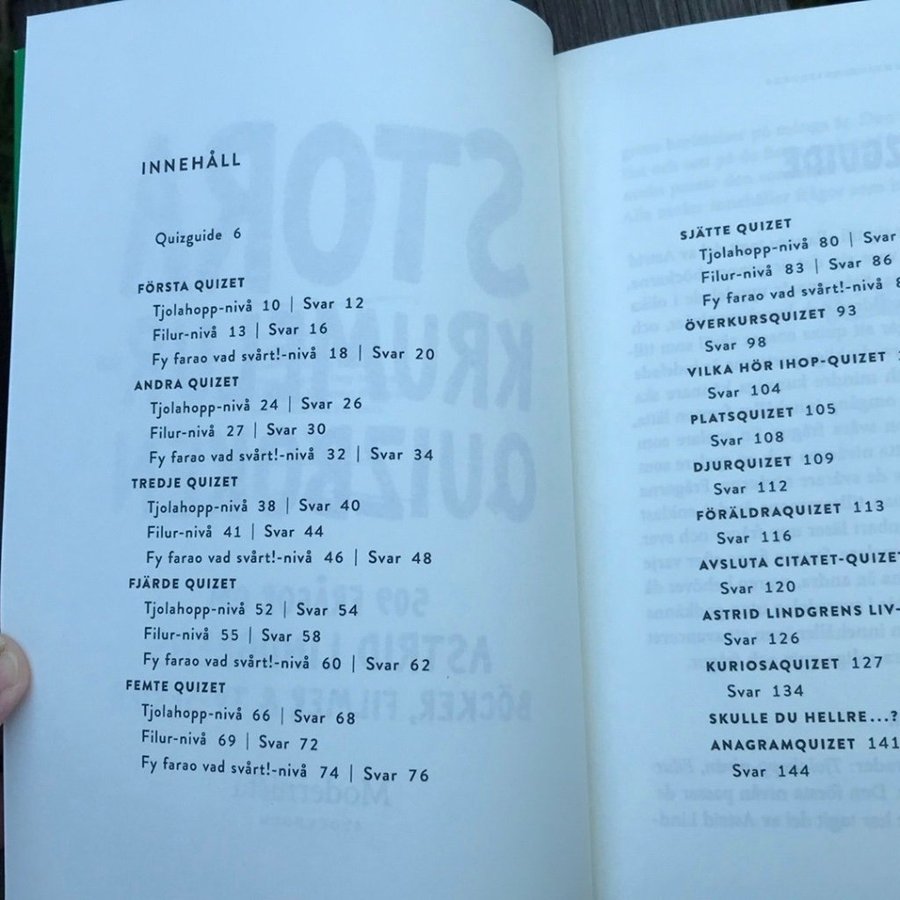 INNEHÅLL
Quizguide 6
FÖRSTA QUIZET
Tjolahopp-nivå 10 | Svar 12
Filur-nivå 13 | Svar 16
Fy farao vad svårt!-nivå 18 | Svar 20
ANDRA QUIZET
Tjolahopp-nivå 24 | Svar 26
Filur-nivå 27 | Svar 30
Fy farao vad svårt!-nivå 32 | Svar 34
TREDJE QUIZET
Tjolahopp-nivå 38 | Svar 40
Filur-nivå 41 | Svar 44
Fy farao vad svårt!-nivå 46 | Svar 48
FJÄRDE QUIZET
Tjolahopp-nivå 52 | Svar 54
Filur-nivå 55 | Svar 58
Fy farao vad svårt!-nivå 60 | Svar 62
FEMTE QUIZET
Tjolahopp-nivå 66 | Svar 68
Filur-nivå 69 | Svar 72
Fy farao vad svårt!-nivå 74 | Svar 76
SJÄTTE QUIZET
Tjolahopp-nivå 80 | Svar
Filur-nivå 83 | Svar 86
Fy farao vad svårt!-nivå
ÖVERKURSQUIZET 93
Svar 98
VILKA HÖR IHOP-QUIZET
Svar 104
PLATSQUIZET 105
Svar 108
DJURQUIZET 109
Svar 112
FÖRÄLDRAQUIZET 113
Svar 116
AVSLUTA CITATET-QUIZET
Svar 120
ASTRID LINDGRENS LIV-
Svar 126
KURIOSAQUIZET 127
Svar 134
SKULLE DU HELLRE...?
ANAGRAMQUIZET 141
Svar 144